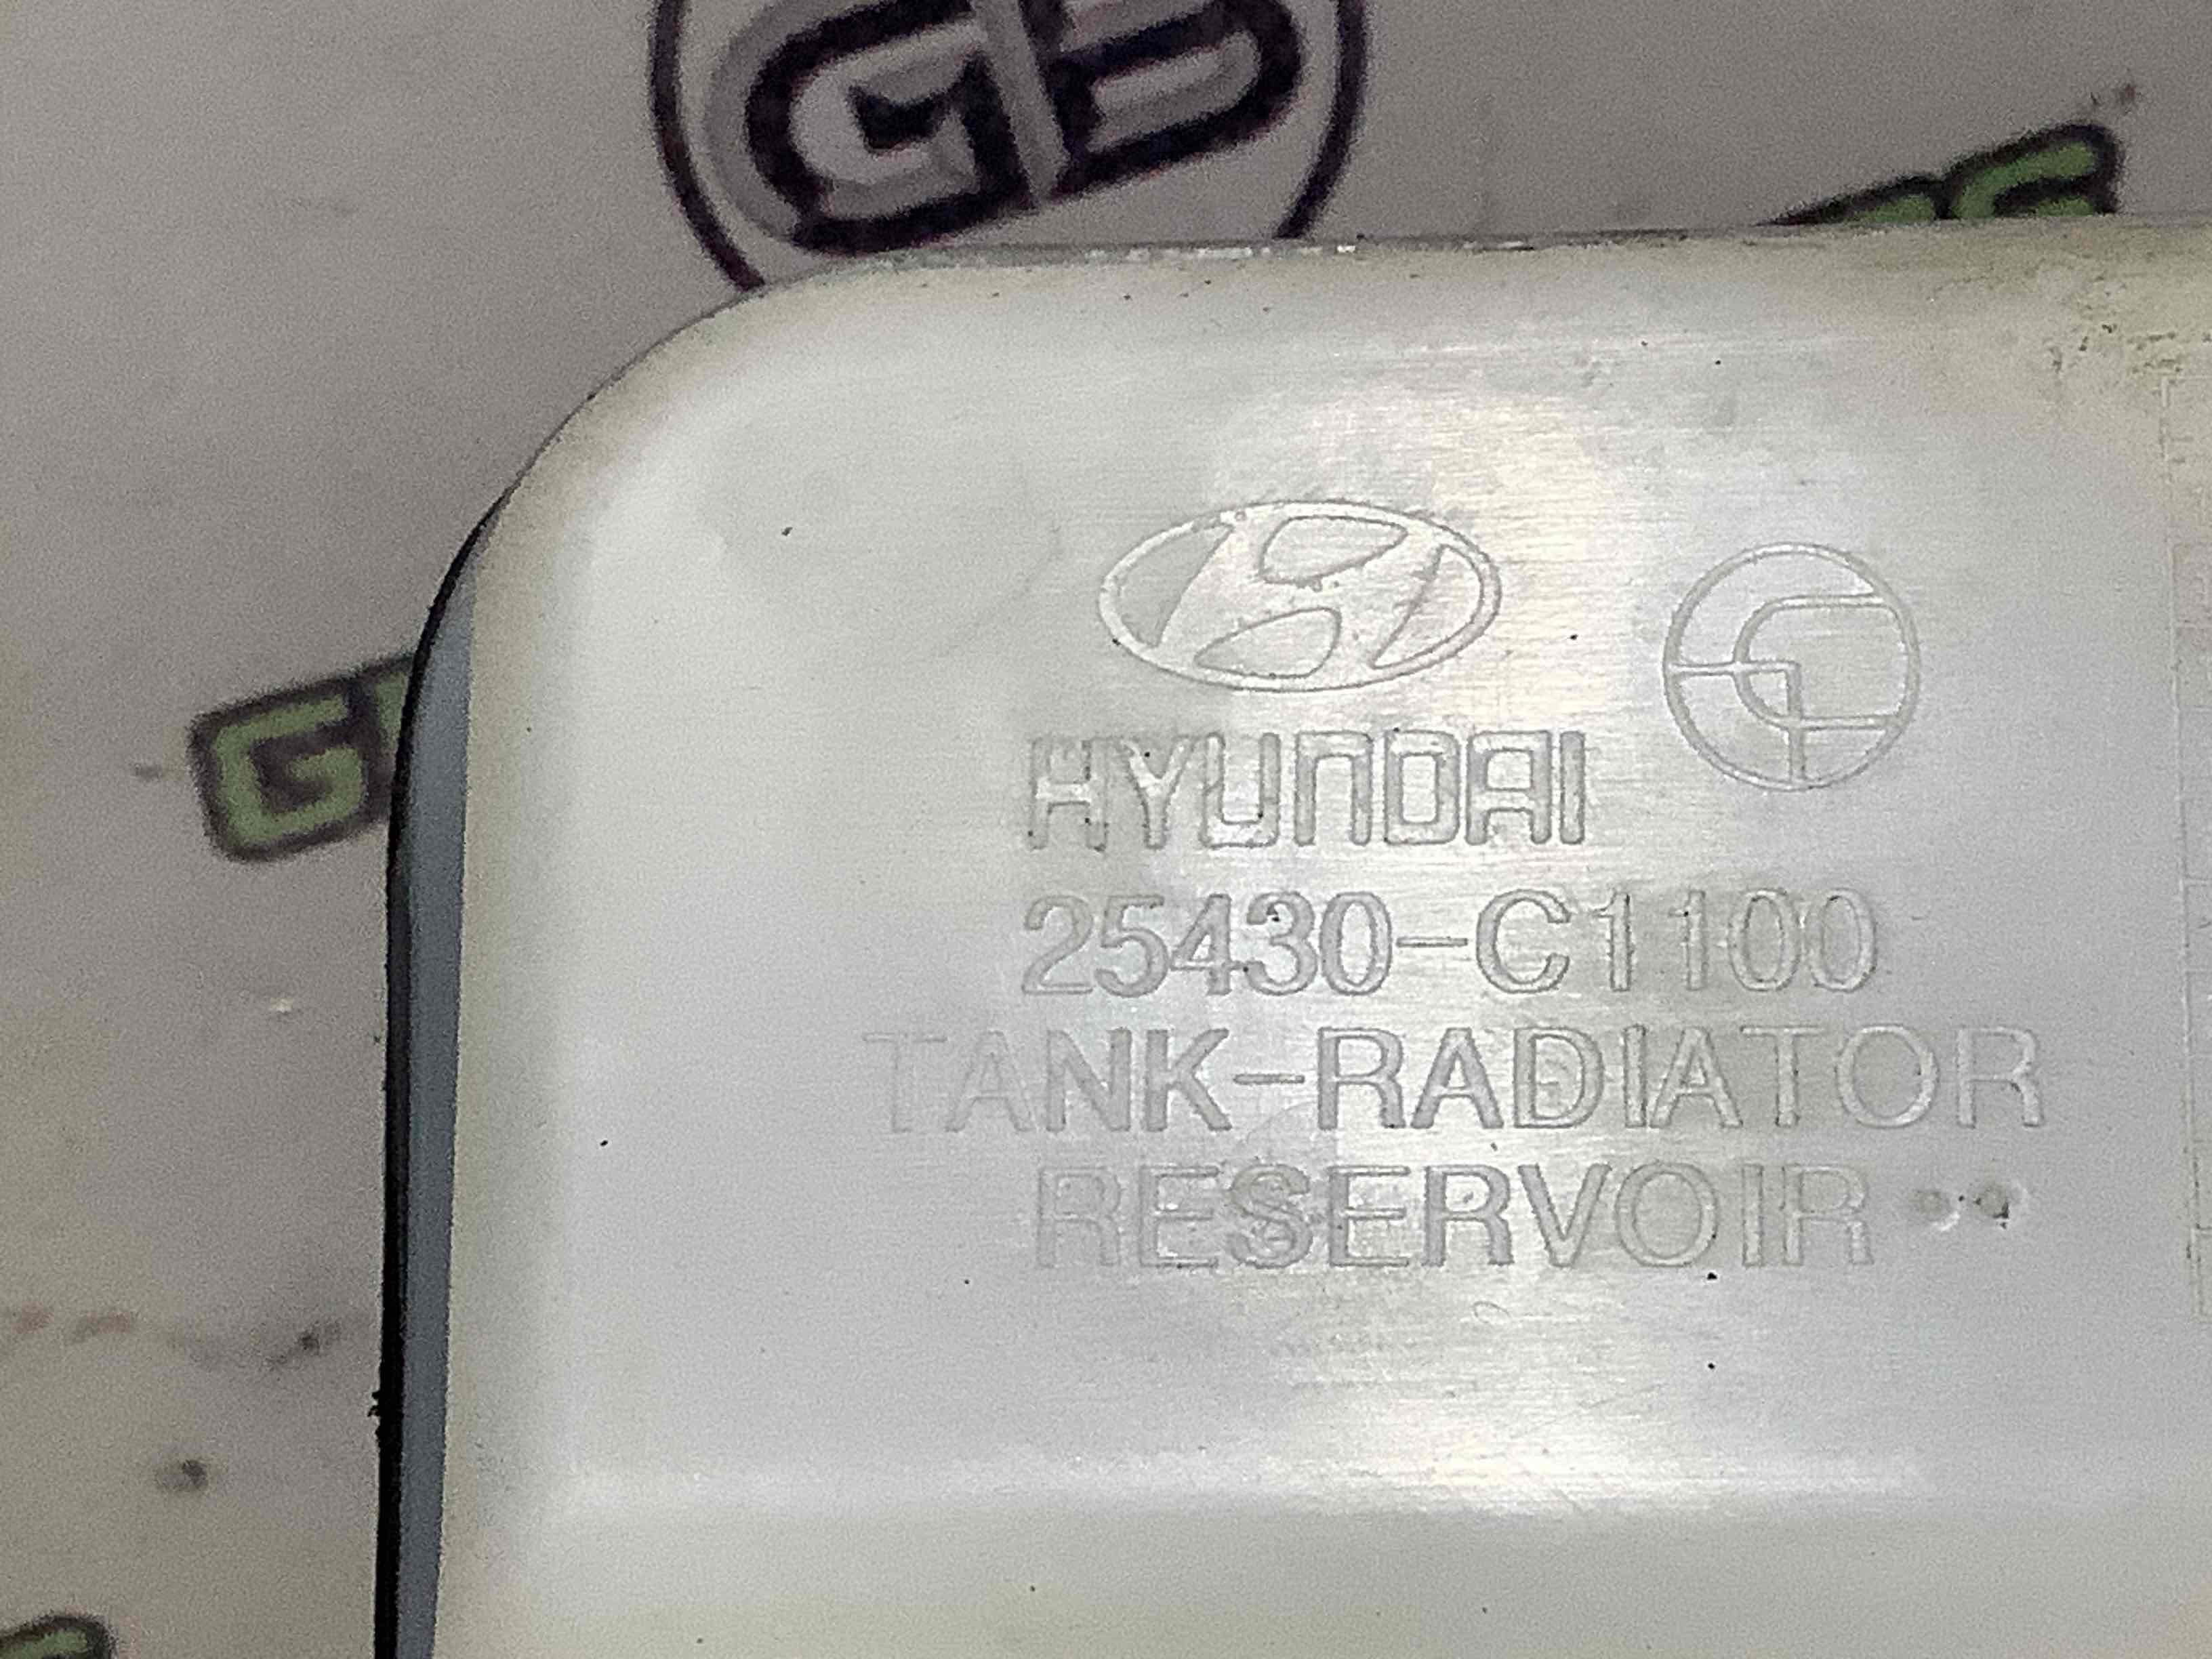 HYUNDAI
25430-C1100
TANK-RADIATOR
RESERVOIR